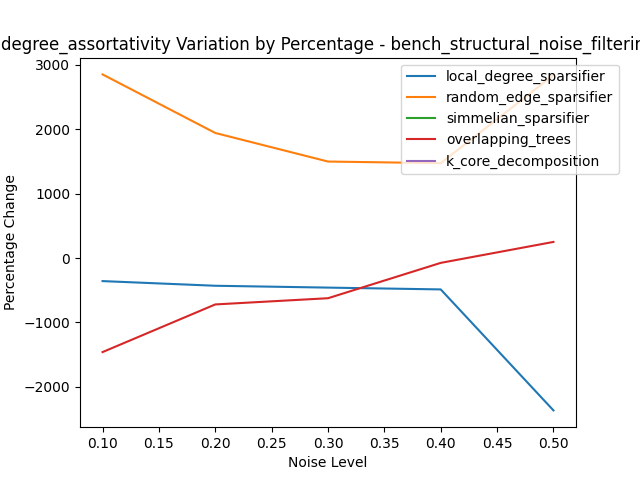 degree_assortativity Variation by Percentage - bench_structural_noise_filterin
local_degree_sparsifier
random_edge_sparsifier
simmelian_sparsifier
overlapping_trees
k_core_decomposition
Percentage Change
3000
2000
1000
0
−1000
−2000
0.10 0.15 0.20 0.25 0.30 0.35 0.40 0.45 0.50
Noise Level